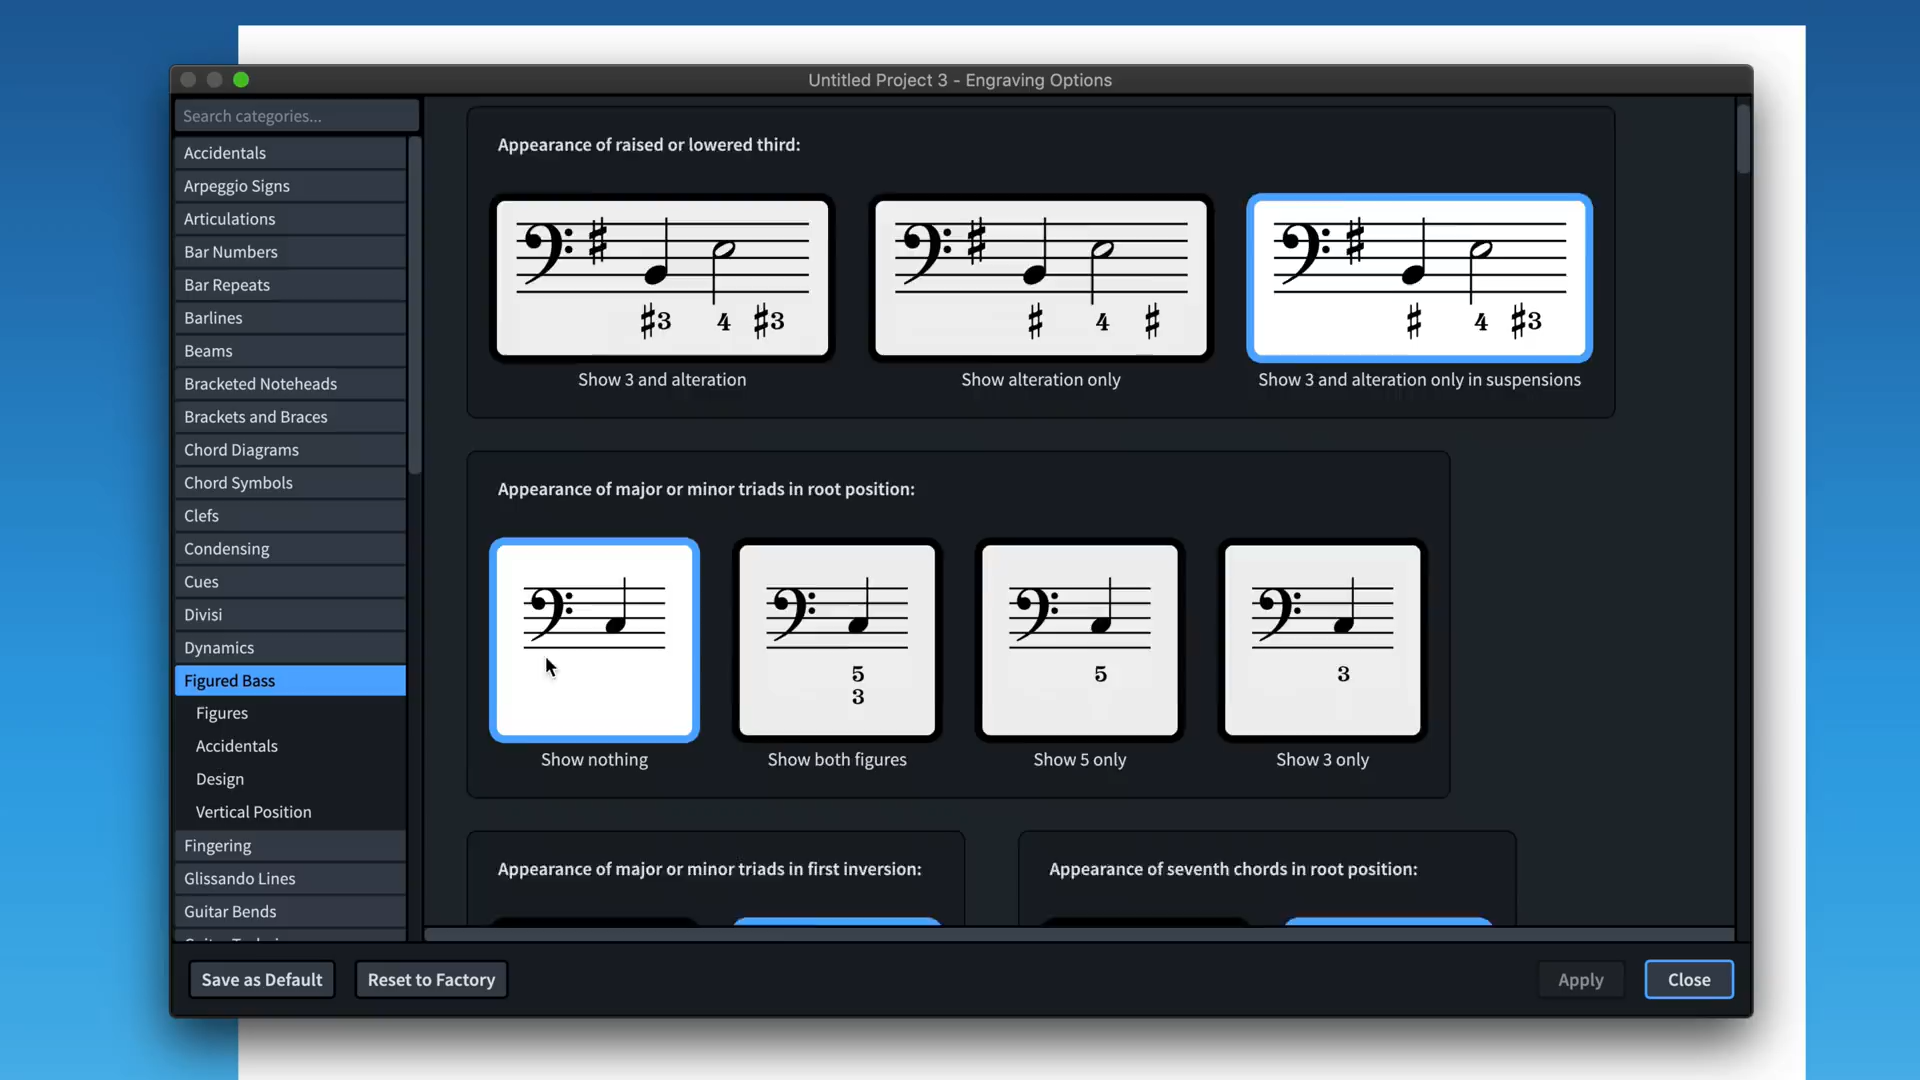 Untitled Project 3 - Engraving Options
Search categories...
Accidentals
Arpeggio Signs
Articulations
Bar Numbers
Bar Repeats
Barlines
Beams
Bracketed Noteheads
Brackets and Braces
Chord Diagrams
Chord Symbols
Clefs
Condensing
Cues
Divisi
Dynamics
Figured Bass
Figures
Accidentals
Design
Vertical Position
Fingering
Glissando Lines
Guitar Bends
Appearance of raised or lowered third:
♯3 4 ♯3
♯ 4 ♯
♯ 4 ♯3
Show 3 and alteration
Show alteration only
Show 3 and alteration only in suspensions
Appearance of major or minor triads in root position:
5
3
5
3
Show nothing
Show both figures
Show 5 only
Show 3 only
Appearance of major or minor triads in first inversion:
Appearance of seventh chords in root position:
Save as Default
Reset to Factory
Apply
Close